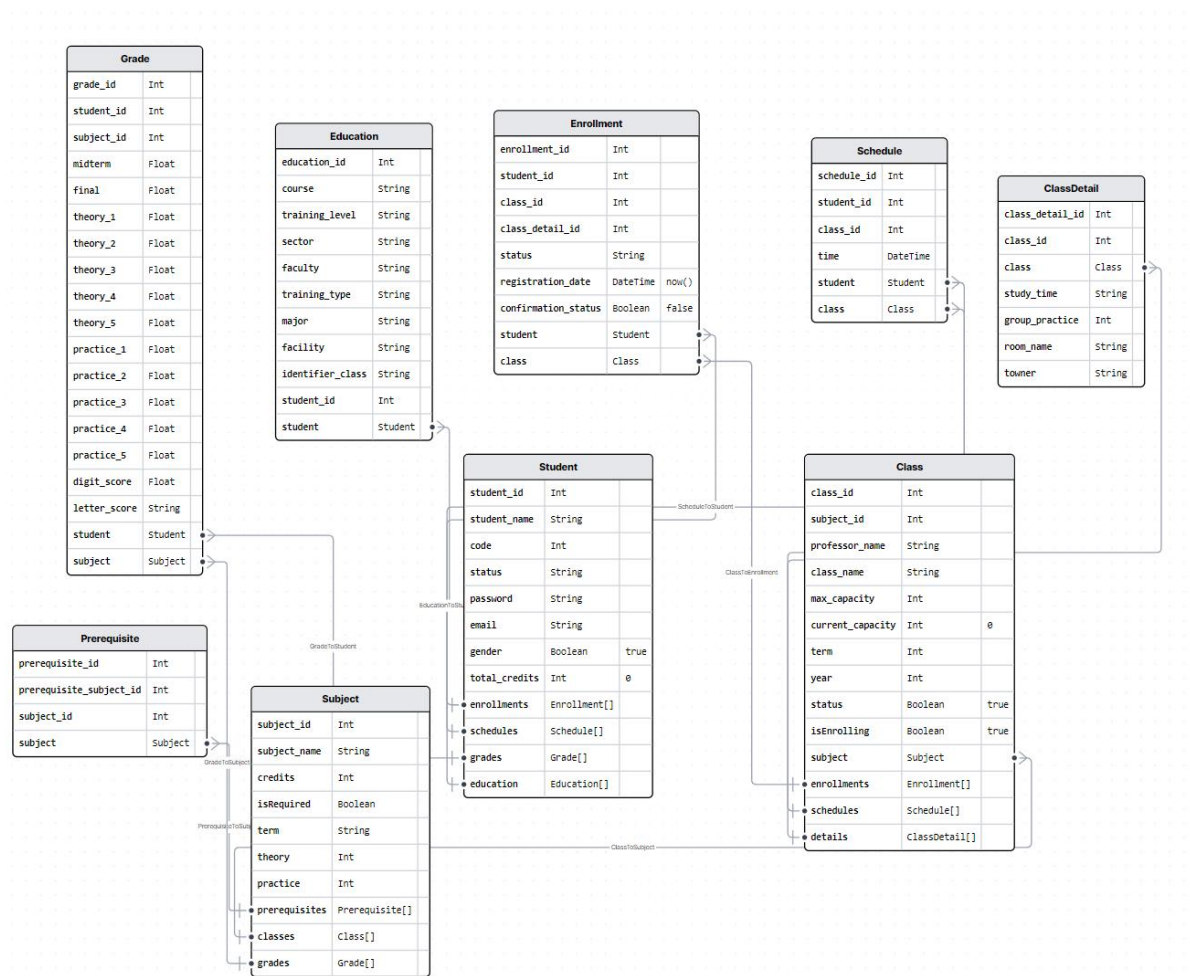 Grade
grade_id Int
student_id Int
subject_id Int
midterm Float
final Float
theory_1 Float
theory_2 Float
theory_3 Float
theory_4 Float
theory_5 Float
practice_1 Float
practice_2 Float
practice_3 Float
practice_4 Float
practice_5 Float
digit_score Float
letter_score String
student Student
subject Subject
Education
education_id Int
course String
training_level String
sector String
faculty String
training_type String
major String
facility String
identifier_class String
student_id Int
student Student
Enrollment
enrollment_id Int
student_id Int
class_id Int
class_detail_id Int
status String
registration_date DateTime now()
confirmation_status Boolean false
student Student
class Class
Schedule
schedule_id Int
student_id Int
class_id Int
time DateTime
student Student
class Class
ClassDetail
class_detail_id Int
class_id Int
class Class
study_time String
group_practice Int
room_name String
towner String
Student
student_id Int
student_name String
code Int
status String
password String
email String
gender Boolean true
total_credits Int 0
enrollments Enrollment[]
schedules Schedule[]
grades Grade[]
education Education[]
Class
class_id Int
subject_id Int
professor_name String
class_name String
max_capacity Int
current_capacity Int 0
term Int
year Int
status Boolean true
isEnrolling Boolean true
subject Subject
enrollments Enrollment[]
schedules Schedule[]
details ClassDetail[]
Prerequisite
prerequisite_id Int
prerequisite_subject_id Int
subject_id Int
subject Subject
Subject
subject_id Int
subject_name String
credits Int
isRequired Boolean
term String
theory Int
practice Int
prerequisites Prerequisite[]
classes Class[]
grades Grade[]
ScheduleToStudent
ClassToEnrollment
EducationToStu
GradeToStudent
GradeToSubject
PrerequisiteToSubj
ClassToSubject